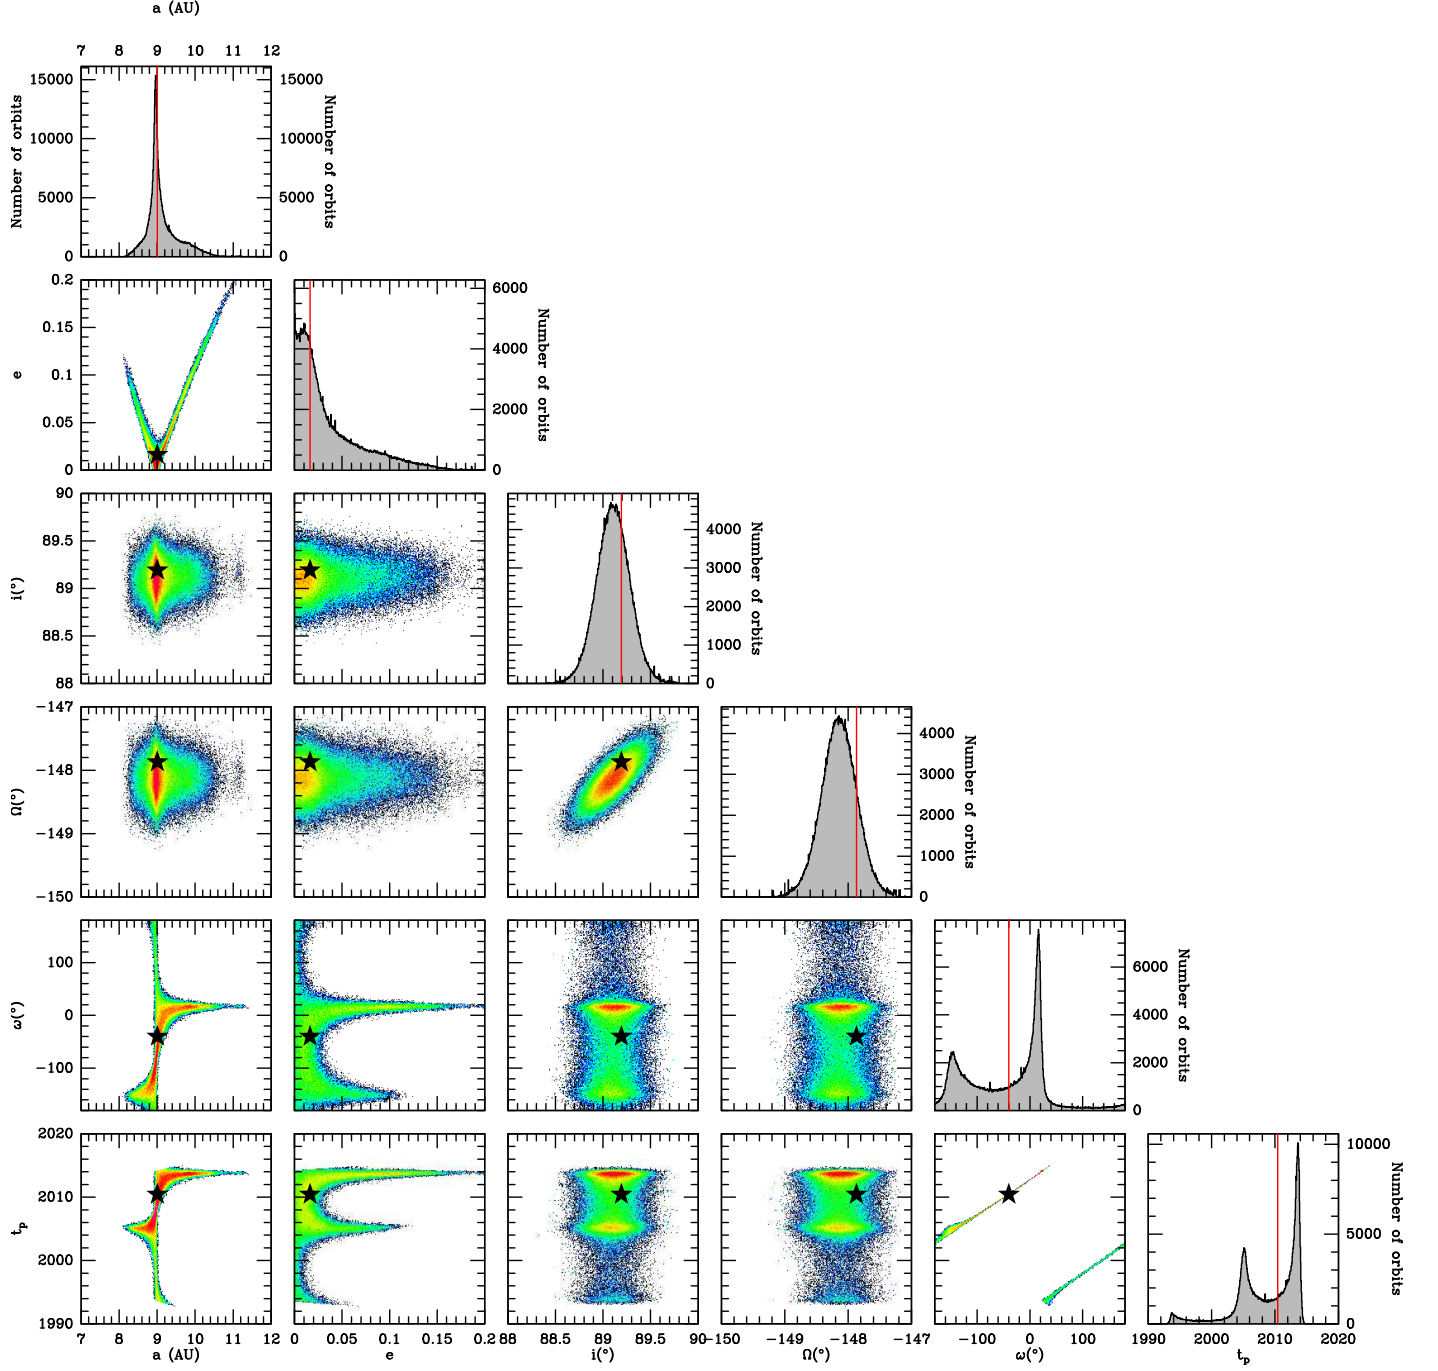 a (AU)
7 8 9 10 11 12
15000 15000
10000 10000
5000 5000
0 0
Number of orbits
Number of orbits
0.2
0.15
0.1
0.05
0
e
6000
4000
2000
0
Number of orbits
90
89.5
89
88.5
88
i(°)
4000
3000
2000
1000
0
Number of orbits
−147
−148
−149
−150
Ω(°)
4000
3000
2000
1000
0
Number of orbits
100
0
−100
ω(°)
6000
4000
2000
0
Number of orbits
2020
2010
2000
1990
tp
10000
5000
0
Number of orbits
7 8 9 10 11 12
a (AU)
0 0.05 0.1 0.15 0.2
e
88 88.5 89 89.5 90
i(°)
−150 −149 −148 −147
Ω(°)
−100 0 100
ω(°)
1990 2000 2010 2020
tp